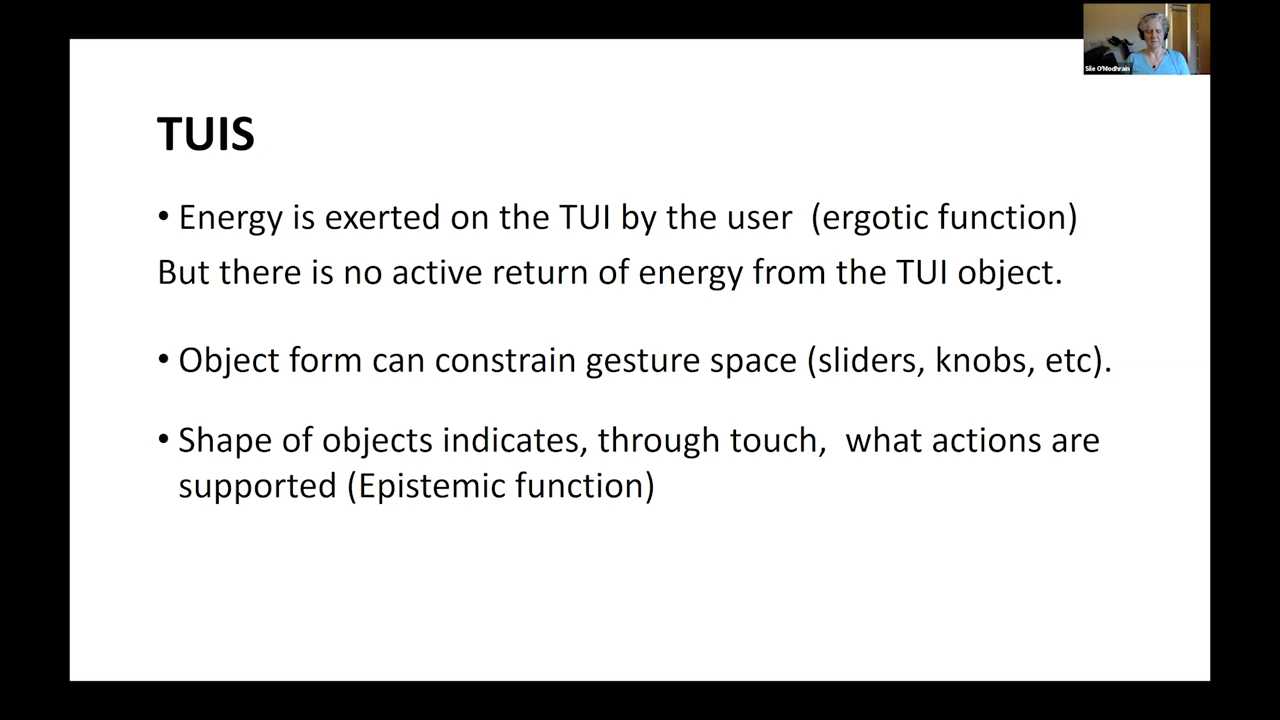 Sile O'Modhrain
TUIS
• Energy is exerted on the TUI by the user  (ergotic function)
But there is no active return of energy from the TUI object.
• Object form can constrain gesture space (sliders, knobs, etc).
• Shape of objects indicates, through touch,  what actions are
supported (Epistemic function)